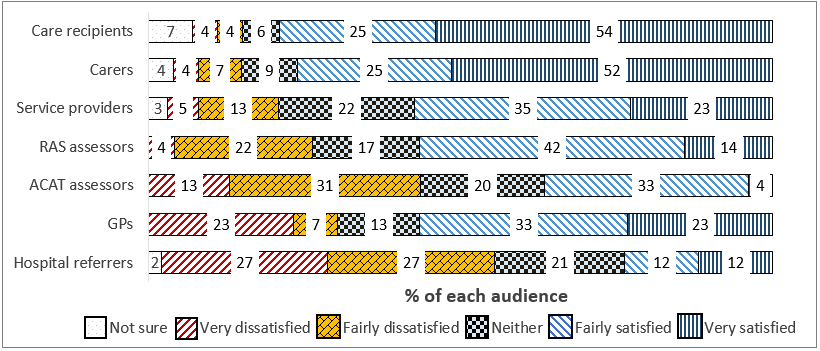 Care recipients 7 4 4 6 25 54
Carers 4 4 7 9 25 52
Service providers 3 5 13 22 35 23
RAS assessors 4 22 17 42 14
ACAT assessors 13 31 20 33 4
GPs 23 7 13 33 23
Hospital referrers 2 27 27 21 12 12
% of each audience
Not sure Very dissatisfied Fairly dissatisfied Neither Fairly satisfied Very satisfied